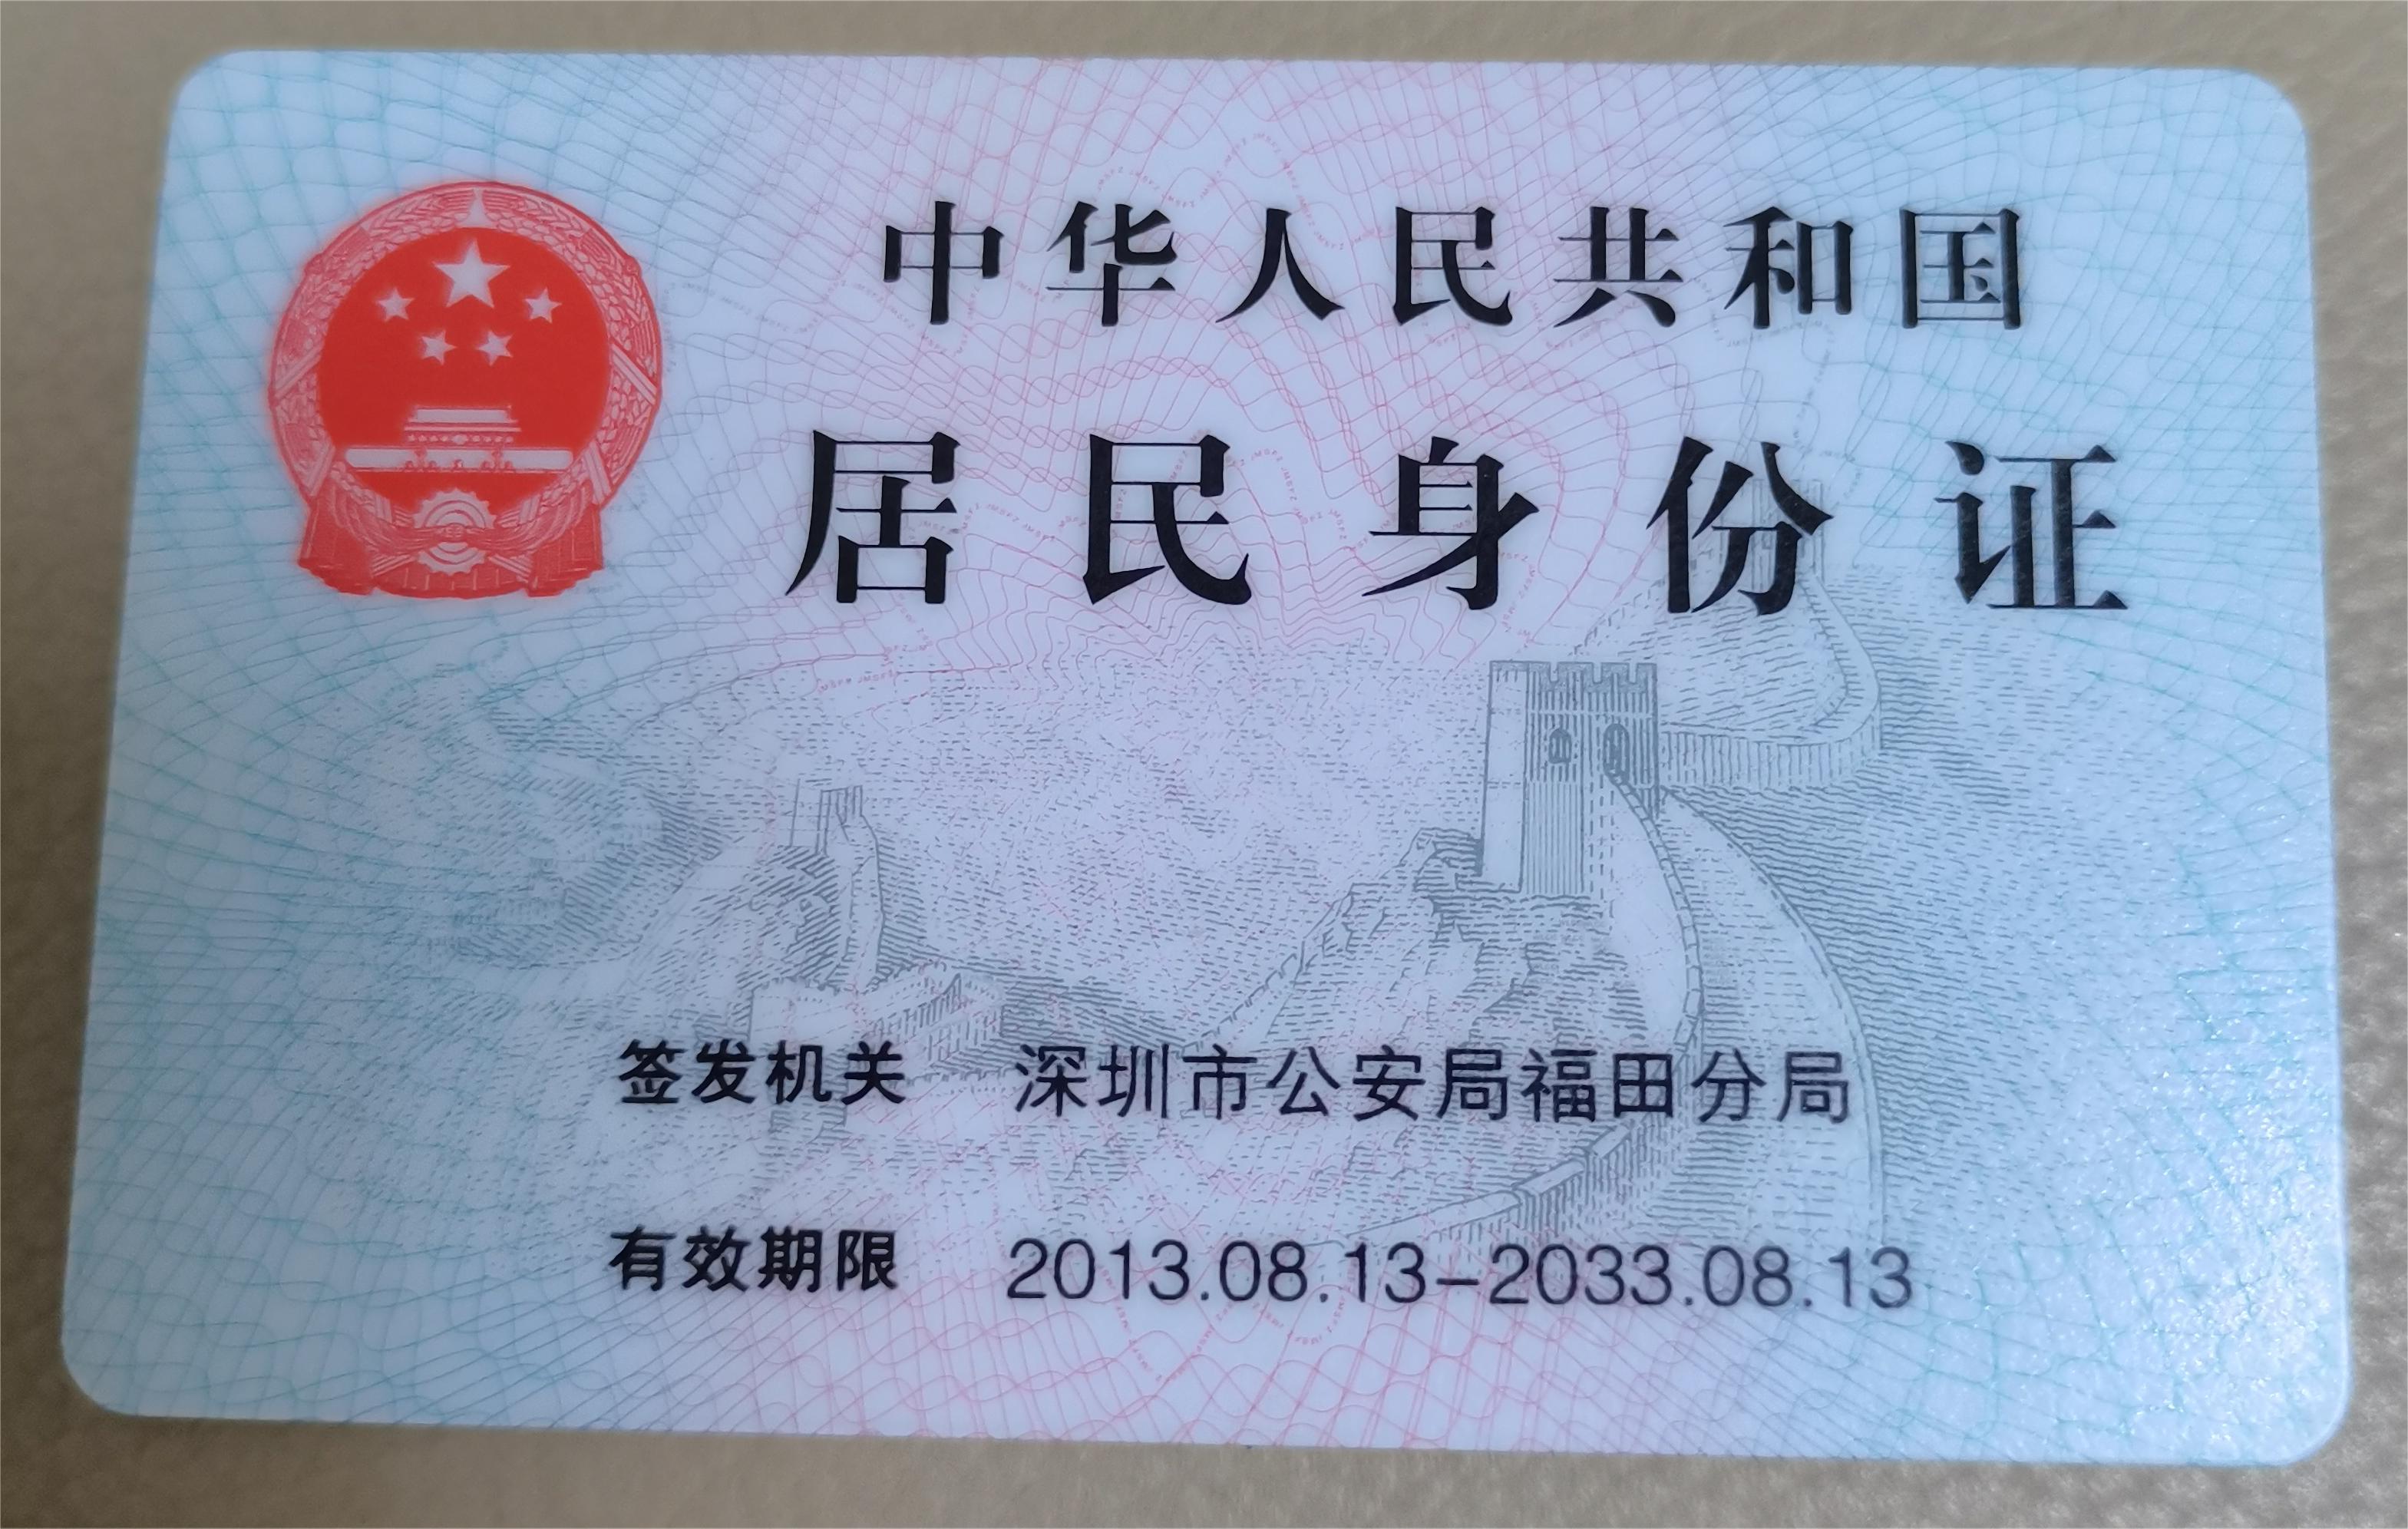 中华人民共和国
居民身份证
签发机关 深圳市公安局福田分局
有效期限 2013.08.13-2033.08.13